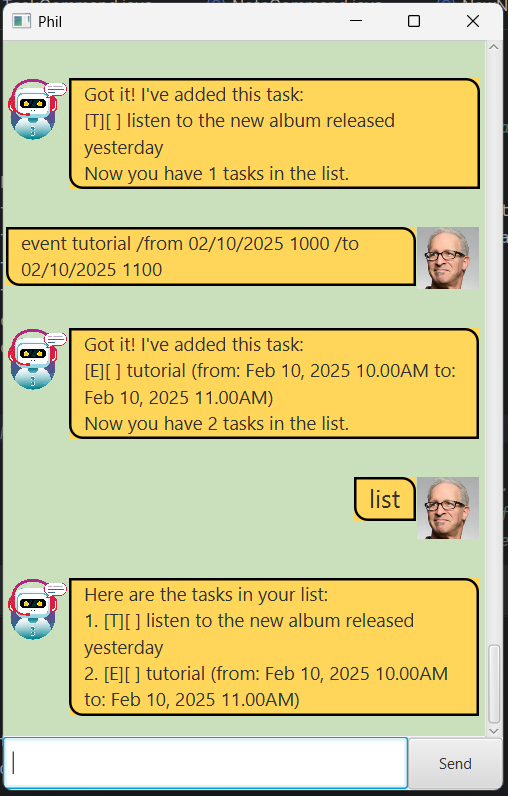 Phil
Got it! I've added this task:
[T][ ] listen to the new album released
yesterday
Now you have 1 tasks in the list.
event tutorial /from 02/10/2025 1000 /to
02/10/2025 1100
Got it! I've added this task:
[E][ ] tutorial (from: Feb 10, 2025 10.00AM to:
Feb 10, 2025 11.00AM)
Now you have 2 tasks in the list.
list
Here are the tasks in your list:
1. [T][ ] listen to the new album released
yesterday
2. [E][ ] tutorial (from: Feb 10, 2025 10.00AM
to: Feb 10, 2025 11.00AM)
Send